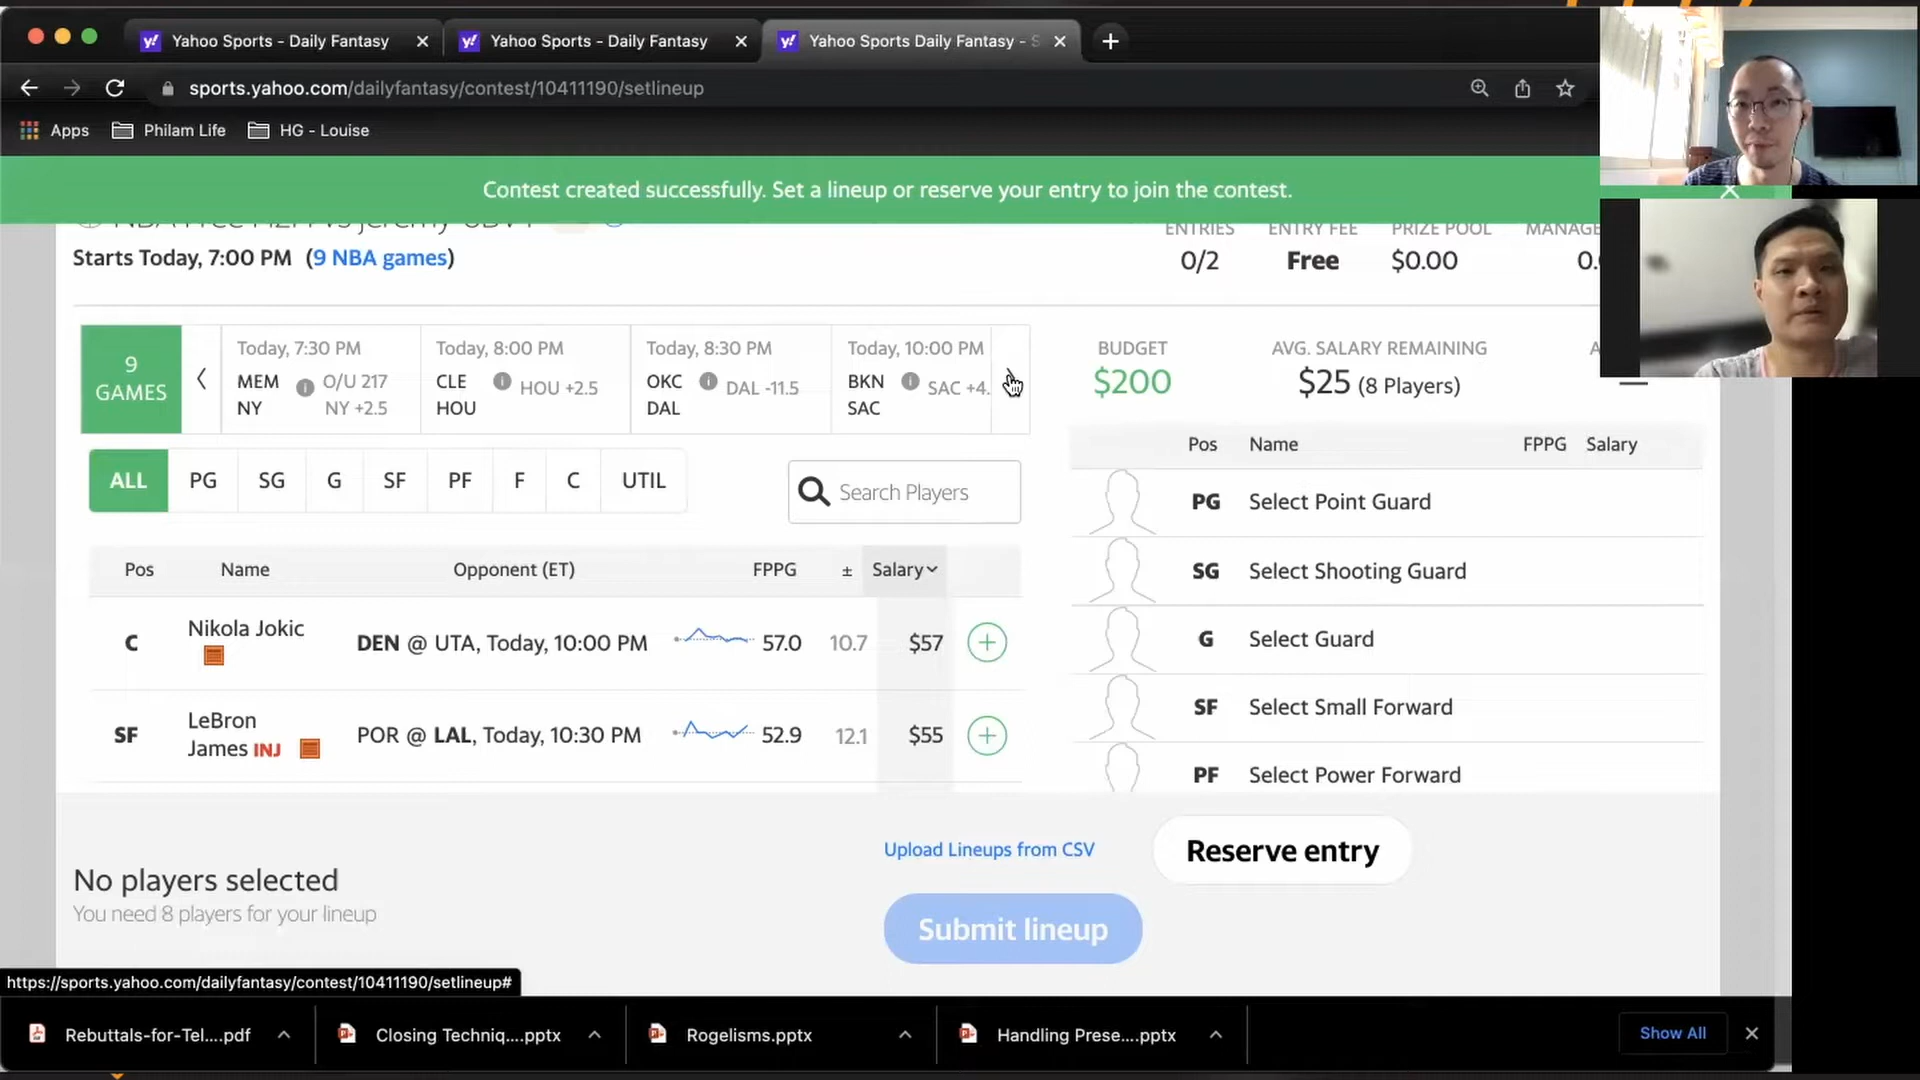 Yahoo Sports - Daily Fantasy
Yahoo Sports - Daily Fantasy
Yahoo Sports Daily Fantasy - S
sports.yahoo.com/dailyfantasy/contest/10411190/setlineup
Apps
Philam Life
HG - Louise
Contest created successfully. Set a lineup or reserve your entry to join the contest.
Starts Today, 7:00 PM (9 NBA games)
ENTRIES
0/2
ENTRY FEE
Free
PRIZE POOL
$0.00
9
GAMES
Today, 7:30 PM
MEM O/U 217
NY NY +2.5
Today, 8:00 PM
CLE
HOU
HOU +2.5
Today, 8:30 PM
OKC
DAL
DAL -11.5
Today, 10:00 PM
BKN
SAC
SAC +4.
BUDGET
$200
AVG. SALARY REMAINING
$25 (8 Players)
ALL PG SG G SF PF F C UTIL
Search Players
Pos Name Opponent (ET) FPPG ± Salary
C Nikola Jokic DEN @ UTA, Today, 10:00 PM 57.0 10.7 $57
SF LeBron James INJ POR @ LAL, Today, 10:30 PM 52.9 12.1 $55
Pos Name FPPG Salary
PG Select Point Guard
SG Select Shooting Guard
G Select Guard
SF Select Small Forward
PF Select Power Forward
No players selected
You need 8 players for your lineup
Upload Lineups from CSV
Reserve entry
Submit lineup
https://sports.yahoo.com/dailyfantasy/contest/10411190/setlineup#
Rebuttals-for-Tel....pdf
Closing Techniq....pptx
Rogelisms.pptx
Handling Prese....pptx
Show All